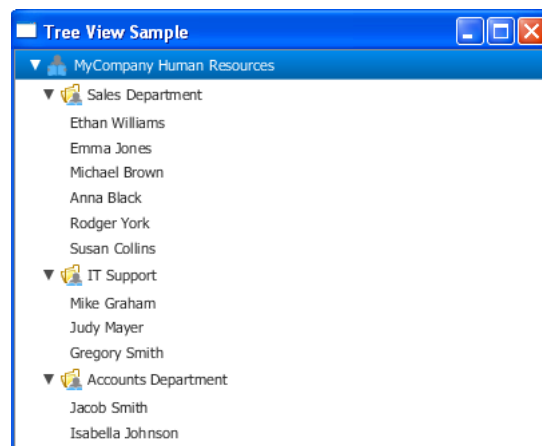 Tree View Sample
MyCompany Human Resources
Sales Department
Ethan Williams
Emma Jones
Michael Brown
Anna Black
Rodger York
Susan Collins
IT Support
Mike Graham
Judy Mayer
Gregory Smith
Accounts Department
Jacob Smith
Isabella Johnson